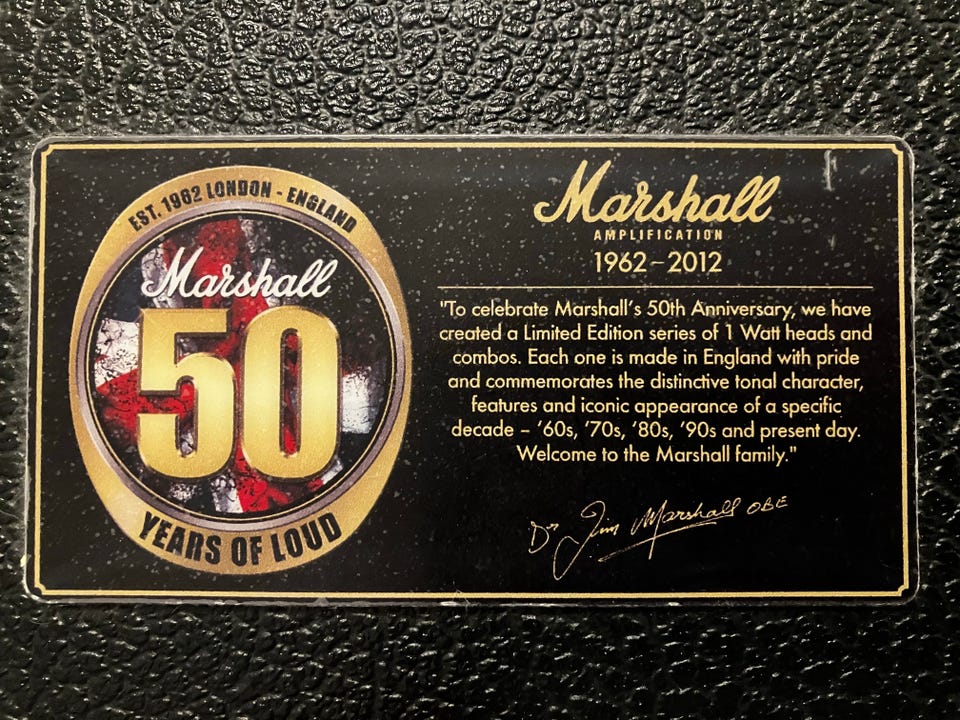 EST. 1962 LONDON - ENGLAND
Marshall
50
YEARS OF LOUD
Marshall
AMPLIFICATION
1962-2012
"To celebrate Marshall's 50th Anniversary, we have
created a Limited Edition series of 1 Watt heads and
combos. Each one is made in England with pride
and commemorates the distinctive tonal character,
features and iconic appearance of a specific
decade – '60s, '70s, '80s, '90s and present day.
Welcome to the Marshall family."
Dr Jim Marshall OBE